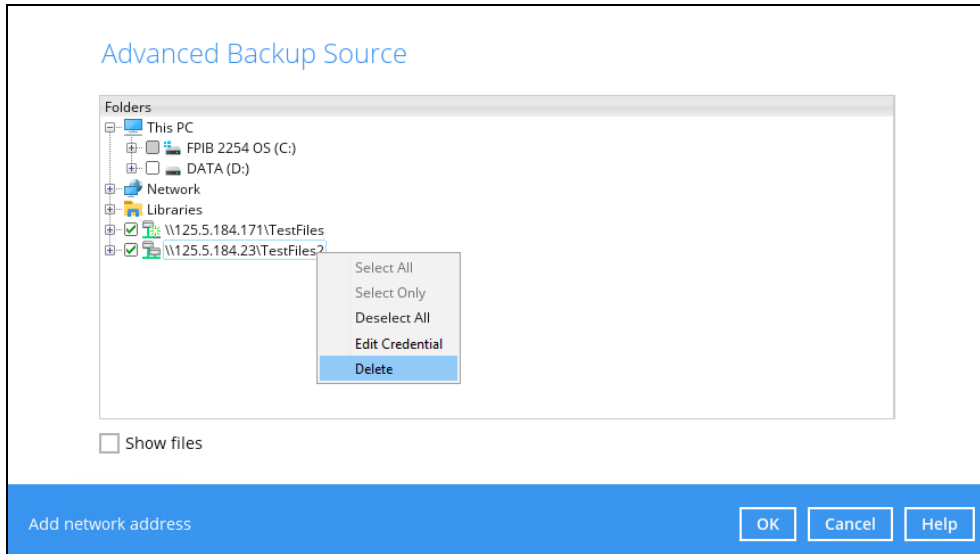 Advanced Backup Source
Folders
This PC
FPIB 2254 OS (C:)
DATA (D:)
Network
Libraries
\\125.5.184.171\TestFiles
\\125.5.184.23\TestFiles2
Select All
Select Only
Deselect All
Edit Credential
Delete
Show files
Add network address
OK
Cancel
Help